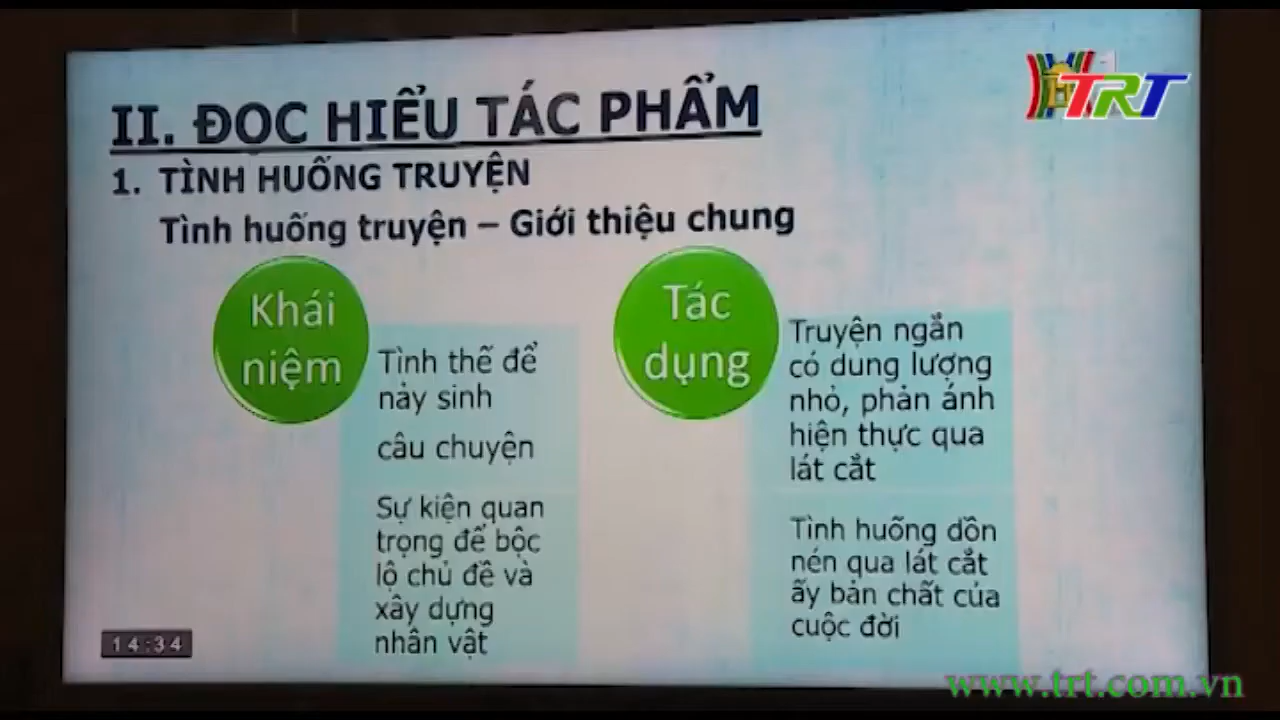 TRT
II. ĐỌC HIỂU TÁC PHẨM
1. TÌNH HUỐNG TRUYỆN
Tình huống truyện – Giới thiệu chung
Khái
niệm
Tình thế để
nảy sinh
câu chuyện
Sự kiện quan
trọng để bộc
lộ chủ đề và
xây dựng
nhân vật
Tác
dụng
Truyện ngắn
có dung lượng
nhỏ, phản ánh
hiện thực qua
lát cắt
Tình huống dồn
nén qua lát cắt
ấy bản chất của
cuộc đời
14:34
www.trt.com.vn